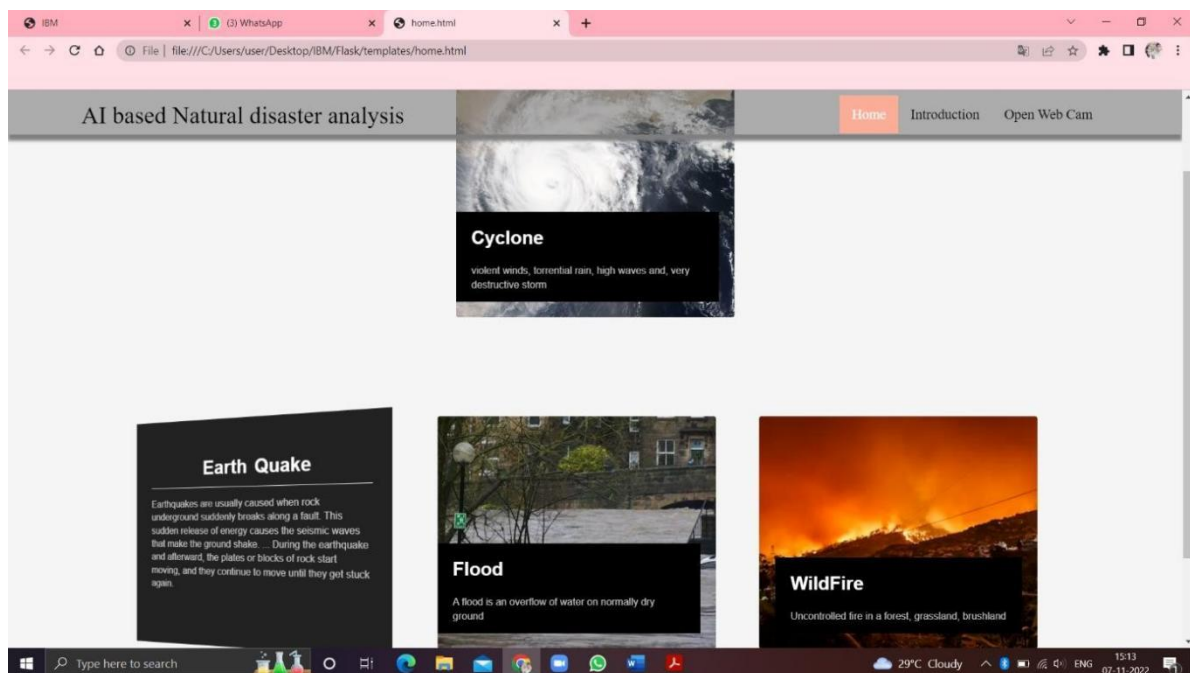 IBM
(3) WhatsApp
home.html
File | file:///C:/Users/user/Desktop/IBM/Flask/templates/home.html
AI based Natural disaster analysis
Home
Introduction
Open Web Cam
Cyclone
violent winds, torrential rain, high waves and, very
destructive storm
Earth Quake
Earthquakes are usually caused when rock
underground suddenly breaks along a fault. This
sudden release of energy causes the seismic waves
that make the ground shake. ... During the earthquake
and afterward, the plates or blocks of rock start
moving, and they continue to move until they get stuck
again.
Flood
A flood is an overflow of water on normally dry
ground
WildFire
Uncontrolled fire in a forest, grassland, brushland
Type here to search
29°C Cloudy
ENG
15:13
07-11-2022